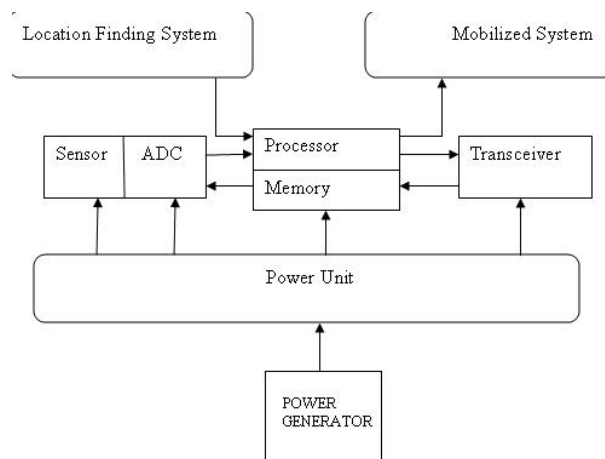 Location Finding System
Mobilized System
Sensor
ADC
Processor
Memory
Transceiver
Power Unit
POWER
GENERATOR